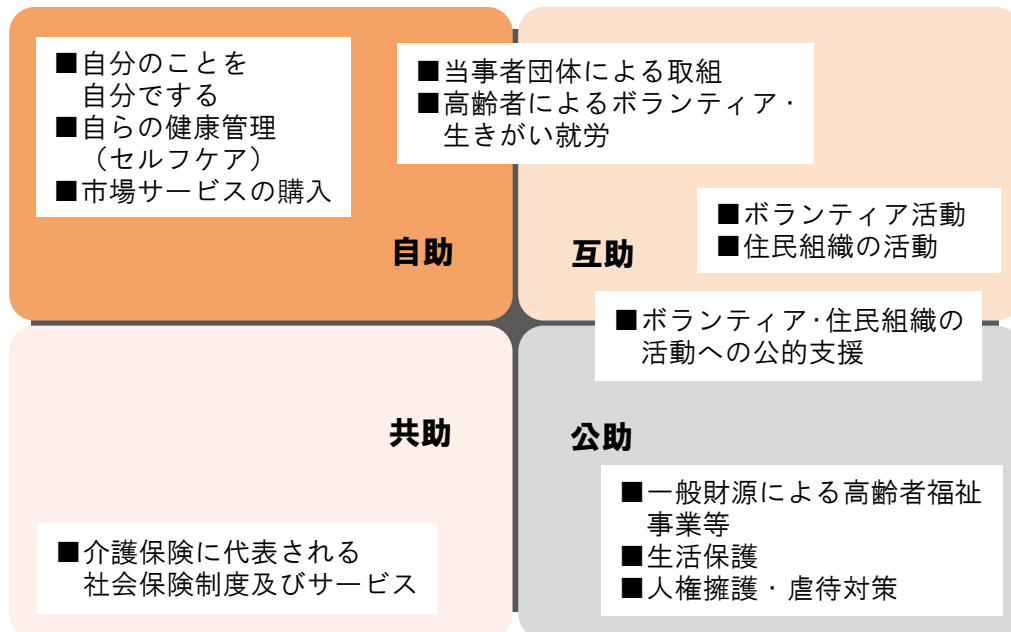 ■自分のことを
自分でする
■自らの健康管理
（セルフケア）
■市場サービスの購入
自助
■当事者団体による取組
■高齢者によるボランティア・
生きがい就労
互助
■ボランティア活動
■住民組織の活動
■ボランティア・住民組織の
活動への公的支援
共助
■介護保険に代表される
社会保険制度及びサービス
公助
■一般財源による高齢者福祉
事業等
■生活保護
■人権擁護・虐待対策